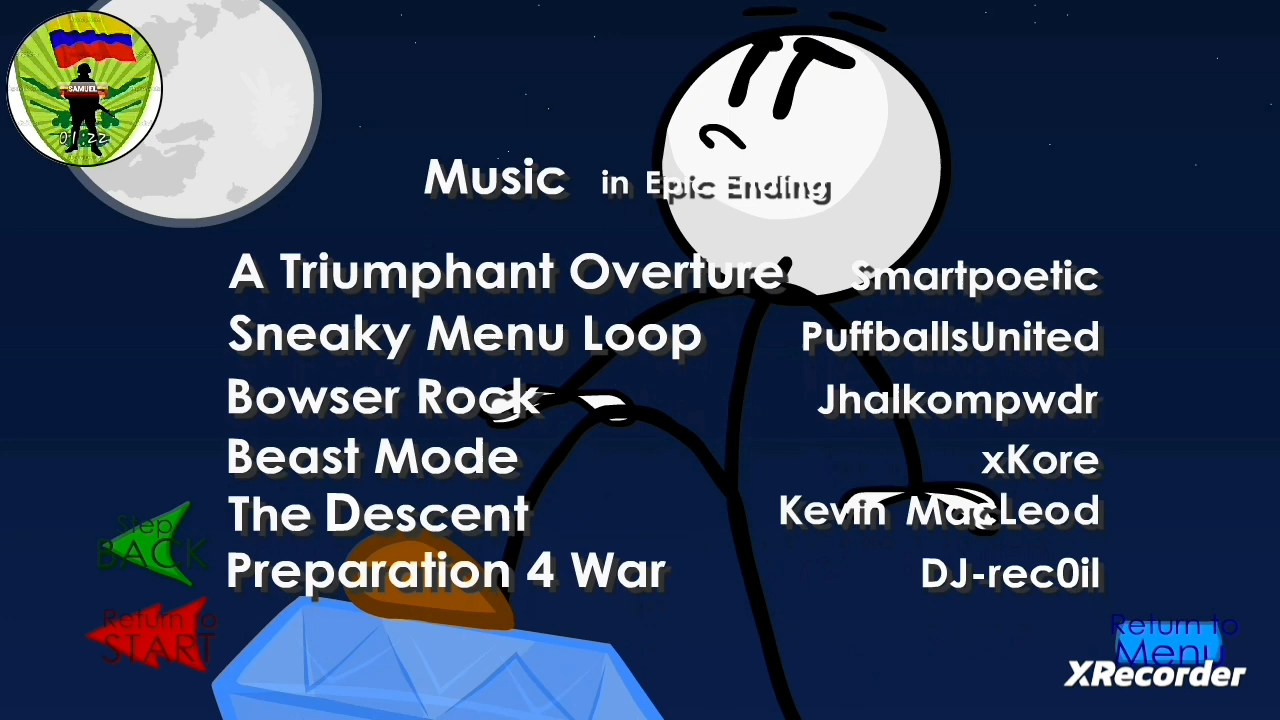 SAMUEL
01:22
Music in Epic Ending
A Triumphant Overture Smartpoetic
Sneaky Menu Loop PuffballsUnited
Bowser Rock Jhalkompwdr
Beast Mode xKore
The Descent Kevin MacLeod
Preparation 4 War DJ-rec0il
Step
BACK
Return to
START
Return to
Menu
XRecorder